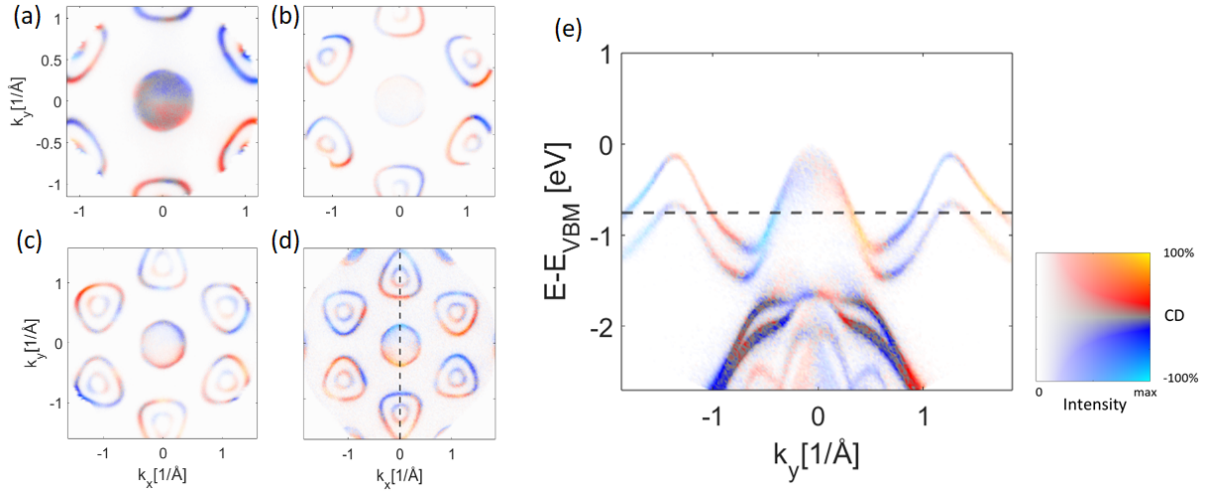 (a)
1
0.5
0
-0.5
-1
k_y[1/Å]
-1 0 1
(b)
-1 0 1
(c)
1
0
-1
k_y[1/Å]
-1 0 1
k_x [1/Å]
(d)
-1 0 1
k_x [1/Å]
(e)
1
0
-1
-2
E-E_VBM [eV]
-1 0 1
k_y[1/Å]
100%
CD
-100%
0 max
Intensity